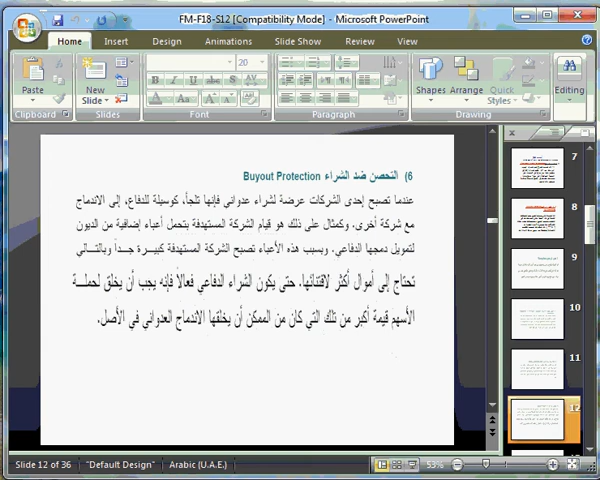 FM-F18-S12 [Compatibility Mode] - Microsoft PowerPoint
Home Insert Design Animations Slide Show Review View
Paste
New Slide
20
Shapes Arrange Quick Styles
Editing
Clipboard Slides Font Paragraph Drawing
6) التحصن ضد الشراء Buyout Protection
عندما تصبح إحدى الشركات عرضة لشراء عدواني فإنها تلجأ، كوسيلة للدفاع، إلى الاندماج
مع شركة أخرى. وكمثال على ذلك هو قيام الشركة المستهدفة بتحمل أعباء إضافية من الديون
لتمويل دمجها الدفاعي. وبسبب هذه الأعباء تصبح الشركة المستهدفة كبيرة جداً وبالتالي
تحتاج إلى أموال أكثر لاقتنائها. حتى يكون الشراء الدفاعي فعالاً فإنه يجب أن يخلق لحملة
الأسهم قيمة أكبر من تلك التي كان من الممكن أن يخلقها الاندماج العدواني في الأصل.
7
8
9
10
11
12
Slide 12 of 36 "Default Design" Arabic (U.A.E.) 53%